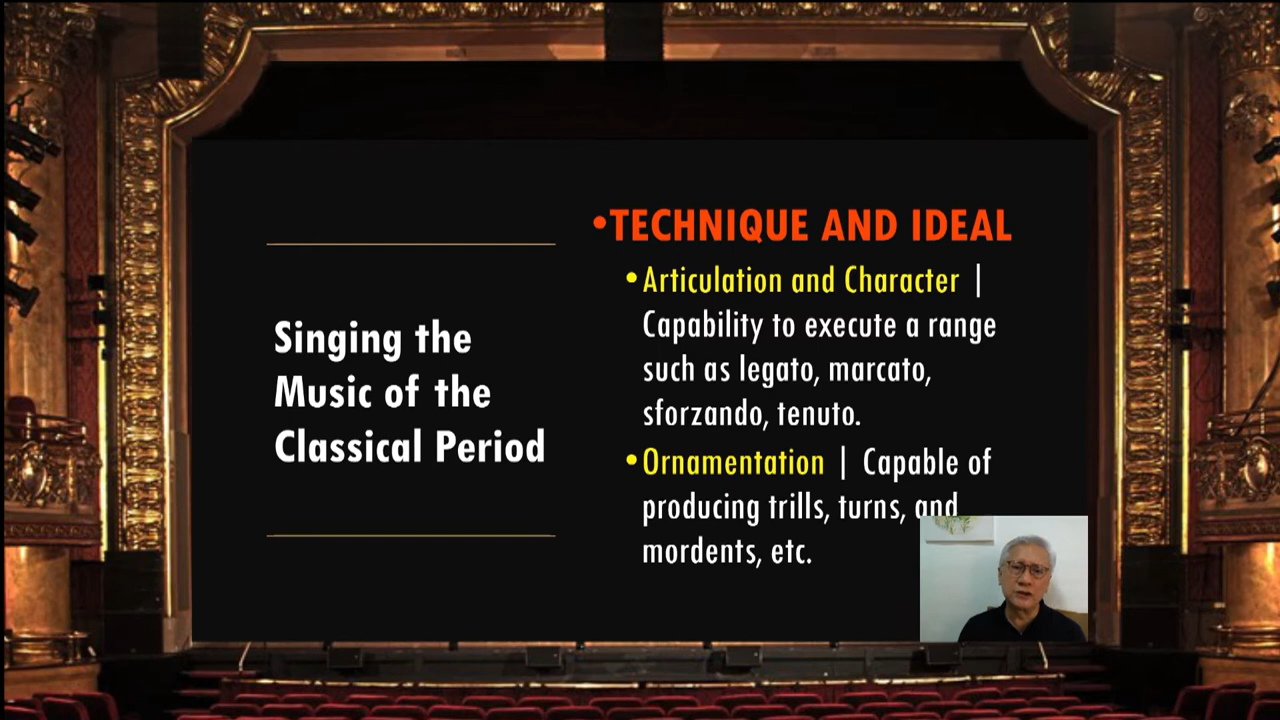 Singing the
Music of the
Classical Period
•TECHNIQUE AND IDEAL
•Articulation and Character |
Capability to execute a range
such as legato, marcato,
sforzando, tenuto.
•Ornamentation | Capable of
producing trills, turns, and
mordents, etc.